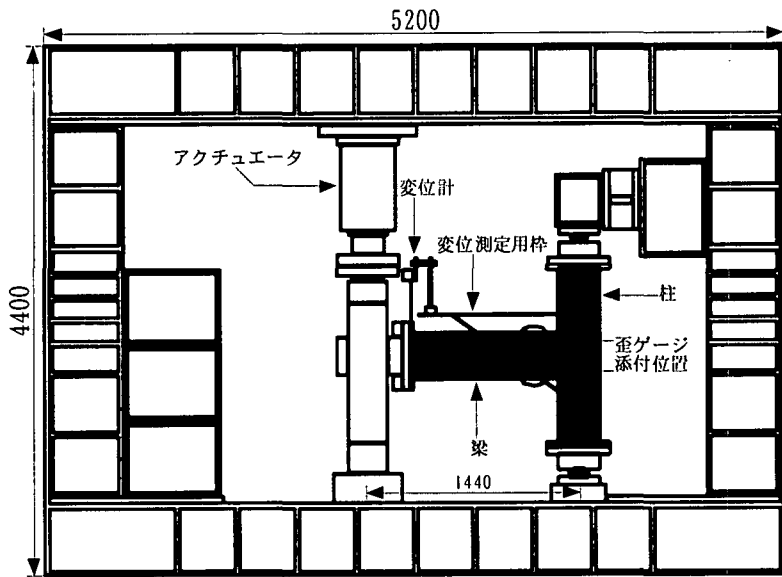 5200
アクチュエータ
変位計
変位測定用枠
柱
4400
歪ゲージ
添付位置
梁
1440